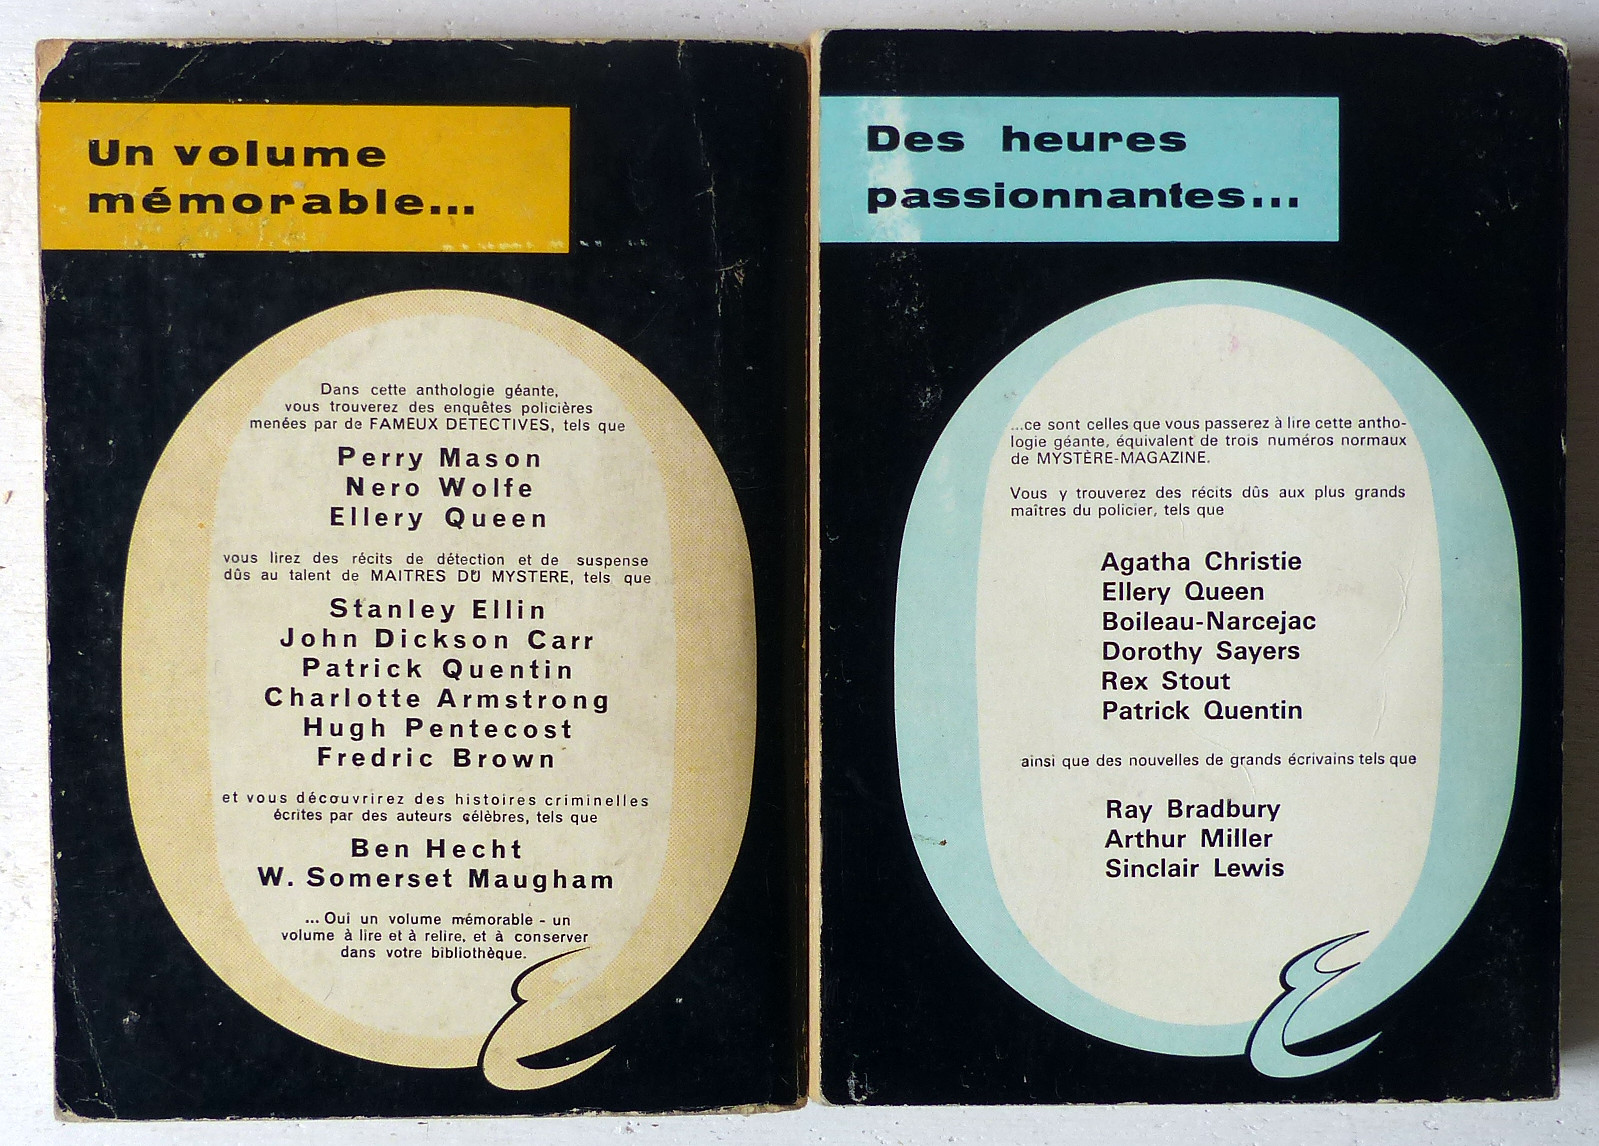 Un volume
mémorable...
Dans cette anthologie géante,
vous trouverez des enquêtes policières
menées par de FAMEUX DETECTIVES, tels que
Perry Mason
Nero Wolfe
Ellery Queen
vous lirez des récits de détection et de suspense
dûs au talent de MAITRES DU MYSTERE, tels que
Stanley Ellin
John Dickson Carr
Patrick Quentin
Charlotte Armstrong
Hugh Pentecost
Fredric Brown
et vous découvrirez des histoires criminelles
écrites par des auteurs célèbres, tels que
Ben Hecht
W. Somerset Maugham
... Oui un volume mémorable - un
volume à lire et à relire, et à conserver
dans votre bibliothèque.
Des heures
passionnantes...
...ce sont celles que vous passerez à lire cette antho-
logie géante, équivalent de trois numéros normaux
de MYSTÈRE-MAGAZINE.
Vous y trouverez des récits dûs aux plus grands
maîtres du policier, tels que
Agatha Christie
Ellery Queen
Boileau-Narcejac
Dorothy Sayers
Rex Stout
Patrick Quentin
ainsi que des nouvelles de grands écrivains tels que
Ray Bradbury
Arthur Miller
Sinclair Lewis